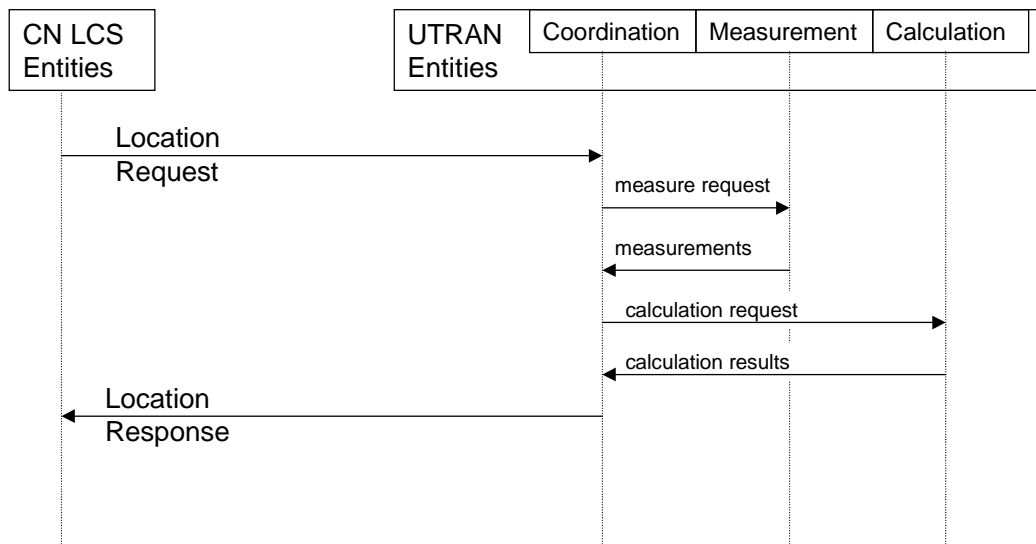 CN LCS
Entities
UTRAN
Entities
Coordination
Measurement
Calculation
Location
Request
measure request
measurements
calculation request
calculation results
Location
Response